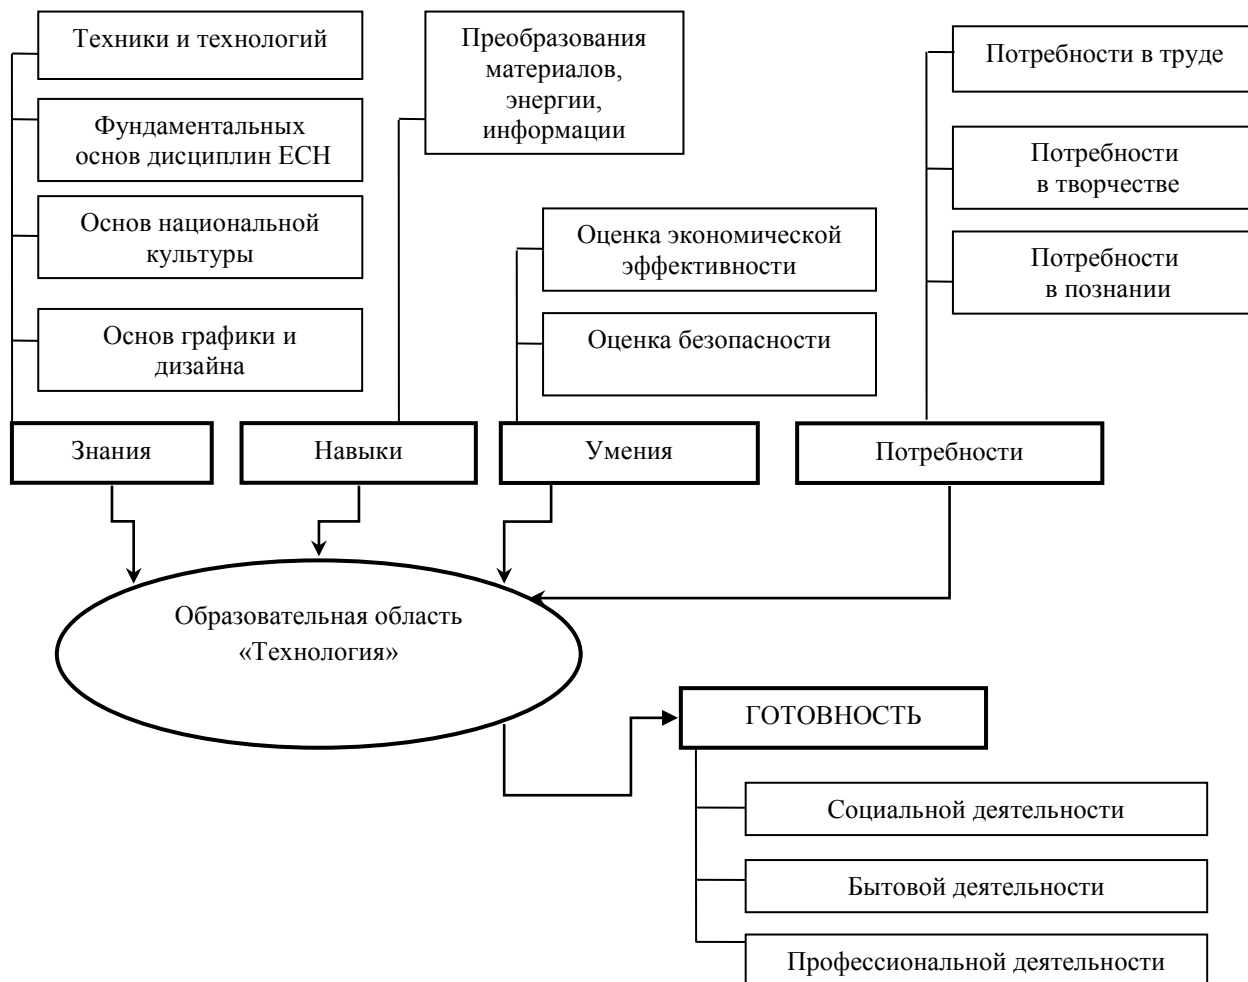 Техники и технологий
Фундаментальных
основ дисциплин ЕСН
Основ национальной
культуры
Основ графики и
дизайна
Преобразования
материалов,
энергии,
информации
Оценка экономической
эффективности
Оценка безопасности
Потребности в труде
Потребности
в творчестве
Потребности
в познании
Знания
Навыки
Умения
Потребности
Образовательная область
«Технология»
ГОТОВНОСТЬ
Социальной деятельности
Бытовой деятельности
Профессиональной деятельности